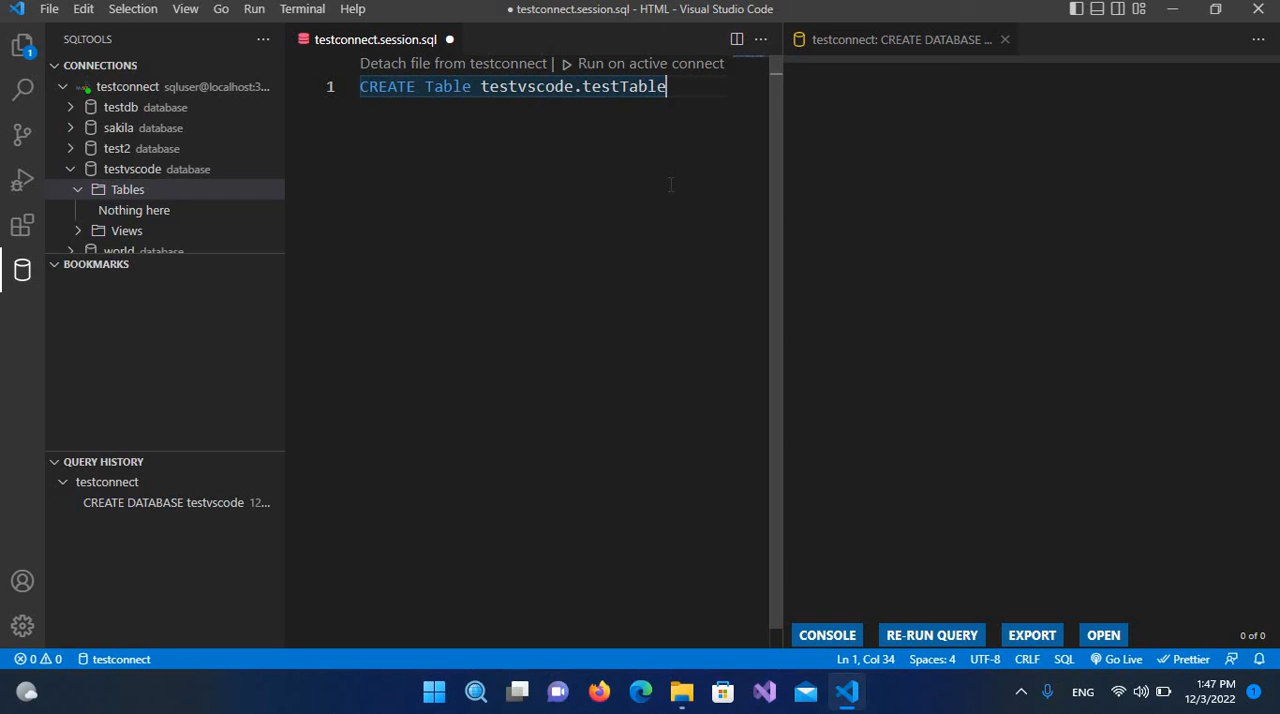 File Edit Selection View Go Run Terminal Help
● testconnect.session.sql - HTML - Visual Studio Code
SQLTOOLS
testconnect.session.sql
testconnect: CREATE DATABASE ...
CONNECTIONS
Detach file from testconnect | Run on active connect
testconnect sqluser@localhost:3...
1 CREATE Table testvscode.testTable
testdb database
sakila database
test2 database
testvscode database
Tables
Nothing here
Views
world database
BOOKMARKS
QUERY HISTORY
testconnect
CREATE DATABASE testvscode 12...
CONSOLE RE-RUN QUERY EXPORT OPEN 0 of 0
0 0 testconnect Ln 1, Col 34 Spaces: 4 UTF-8 CRLF SQL Go Live Prettier
ENG 1:47 PM
12/3/2022 1
1